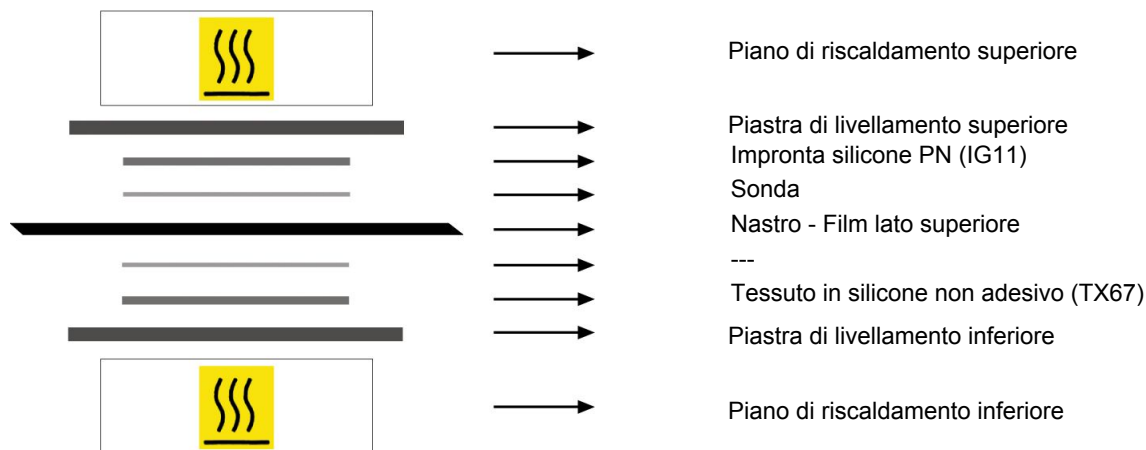 Piano di riscaldamento superiore
Piastra di livellamento superiore
Impronta silicone PN (IG11)
Sonda
Nastro - Film lato superiore
---
Tessuto in silicone non adesivo (TX67)
Piastra di livellamento inferiore
Piano di riscaldamento inferiore